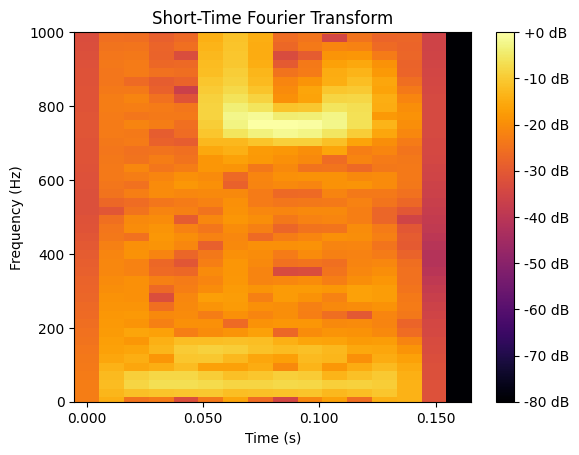 Short-Time Fourier Transform
1000
800
600
400
200
0
Frequency (Hz)
0.000
0.050
0.100
0.150
Time (s)
+0 dB
-10 dB
-20 dB
-30 dB
-40 dB
-50 dB
-60 dB
-70 dB
-80 dB